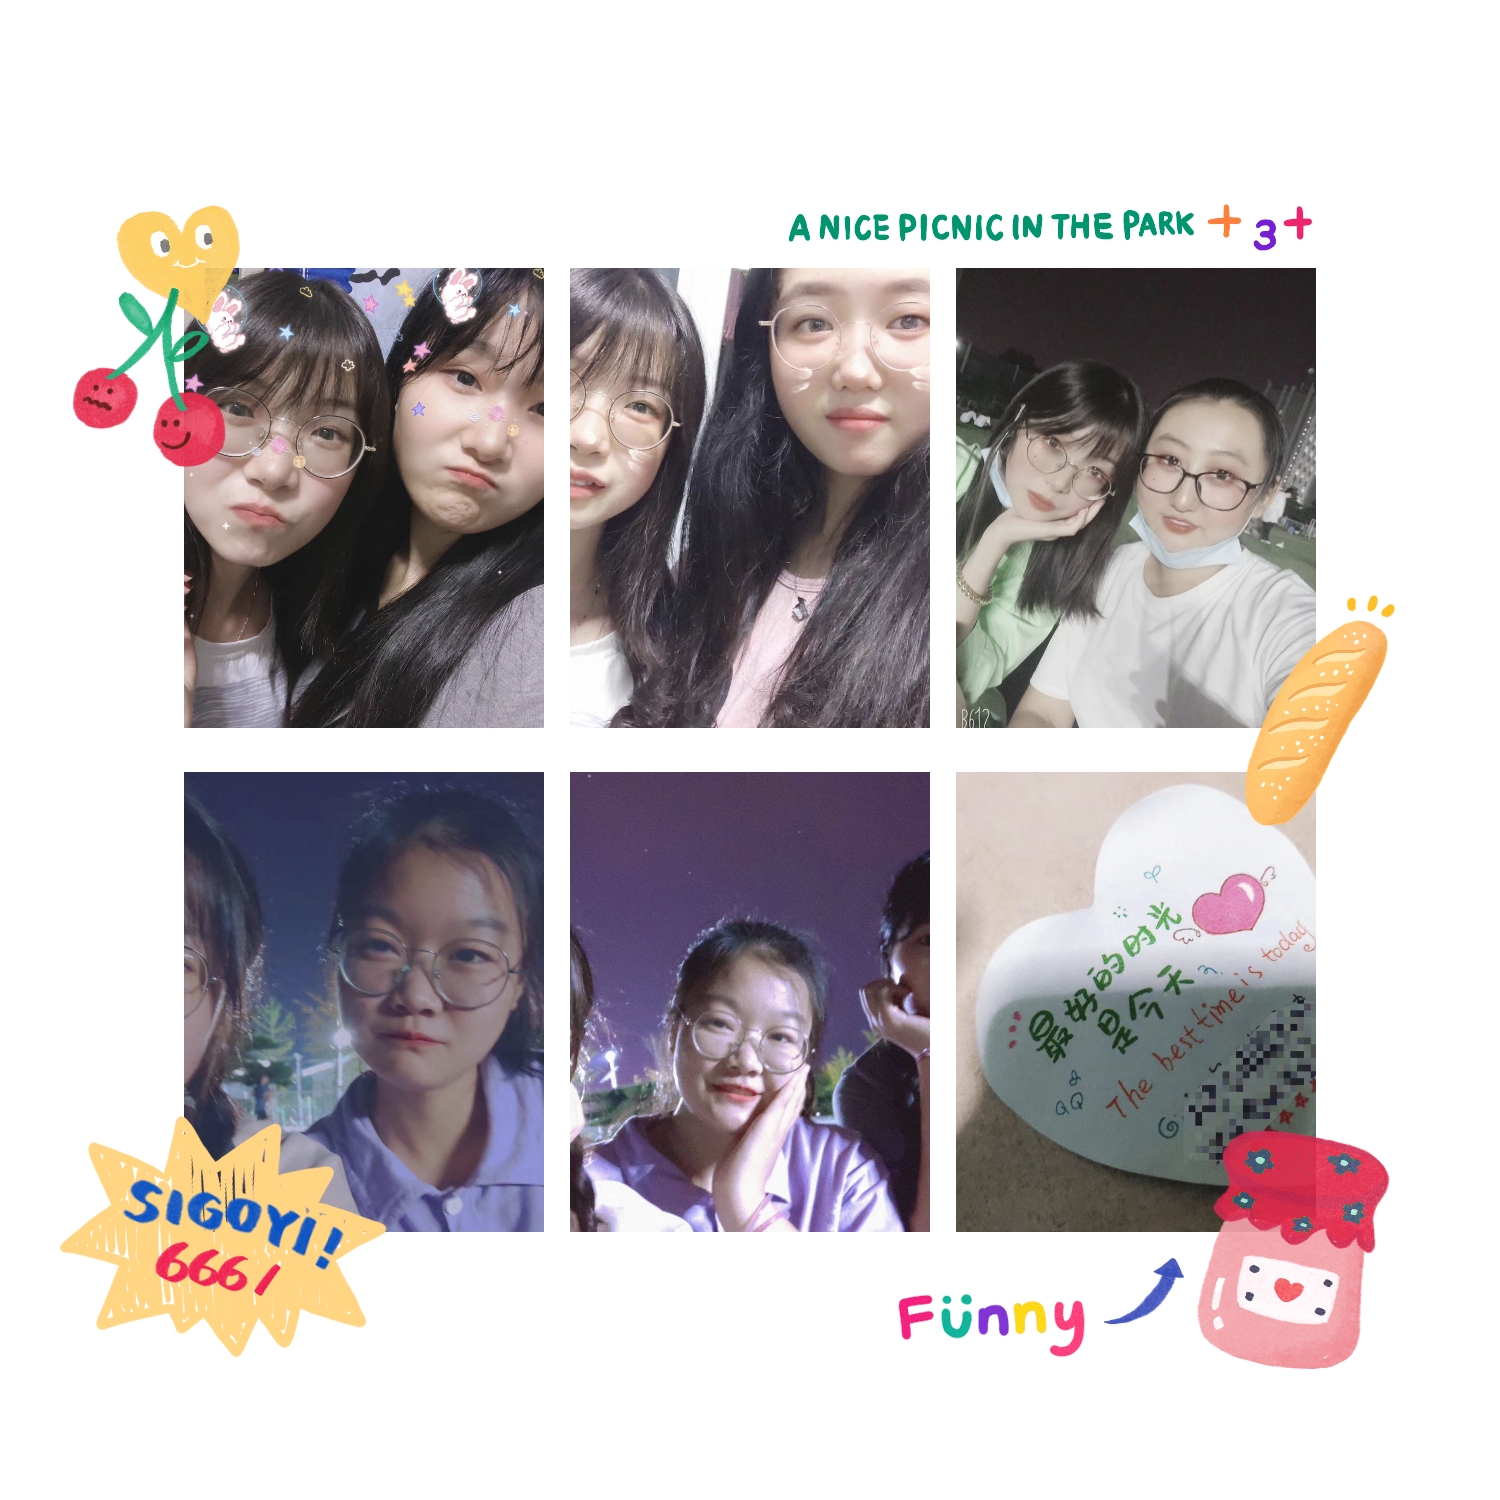 A NICE PICNIC IN THE PARK + 3 +
B612
最好的时光
是今天
The best time is today
QQ
SIGOYI!
666!
Fünny